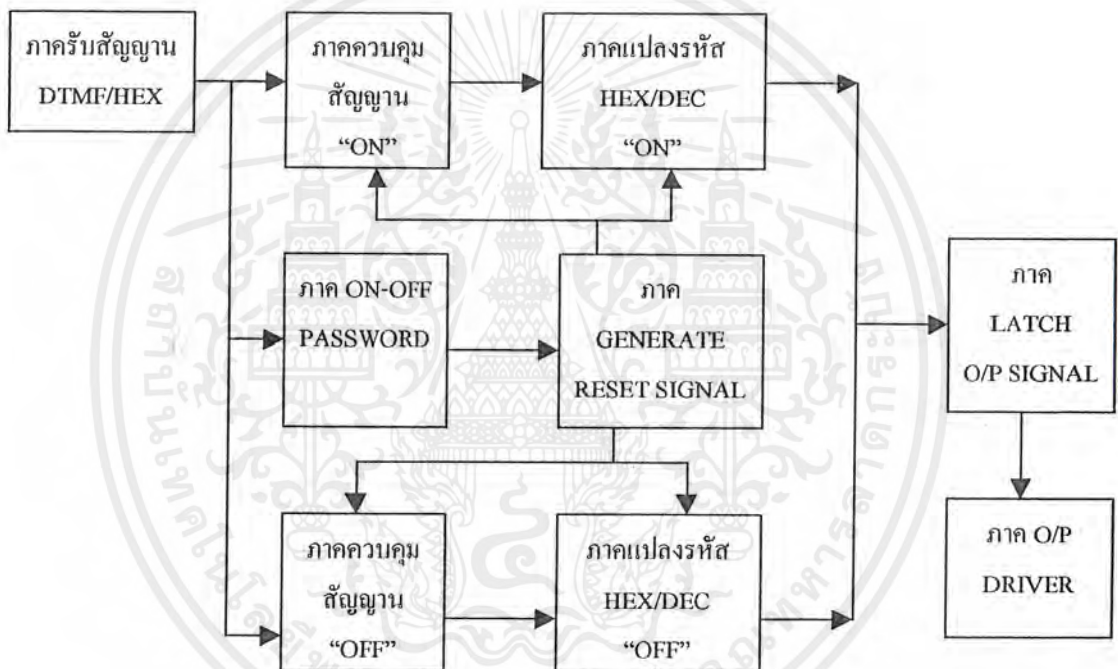 ภาครับสัญญาน
DTMF/HEX
ภาคควบคุม
สัญญาน
“ON”
ภาคแปลงรหัส
HEX/DEC
“ON”
ภาค ON-OFF
PASSWORD
ภาค
GENERATE
RESET SIGNAL
ภาค
LATCH
O/P SIGNAL
ภาคควบคุม
สัญญาน
“OFF”
ภาคแปลงรหัส
HEX/DEC
“OFF”
ภาค O/P
DRIVER